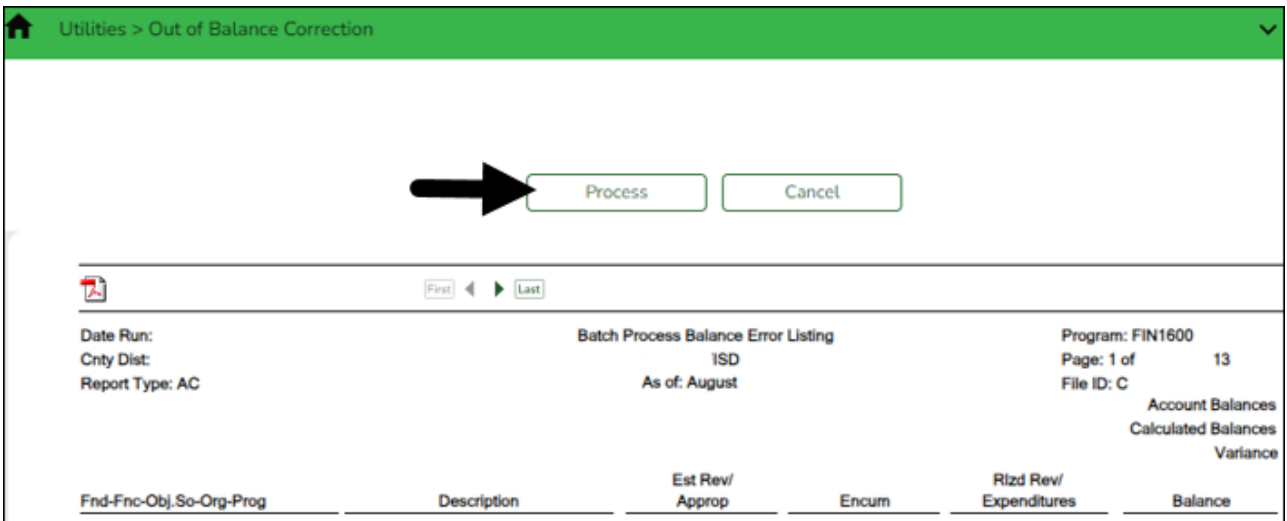 Utilities > Out of Balance Correction
Process Cancel
First Last
Date Run: Batch Process Balance Error Listing Program: FIN1600
Cnty Dist: ISD Page: 1 of 13
Report Type: AC As of: August File ID: C
Account Balances
Calculated Balances
Variance
Est Rev/ Rlzd Rev/
Fnd-Fnc-Obj.So-Org-Prog Description Approp Encum Expenditures Balance